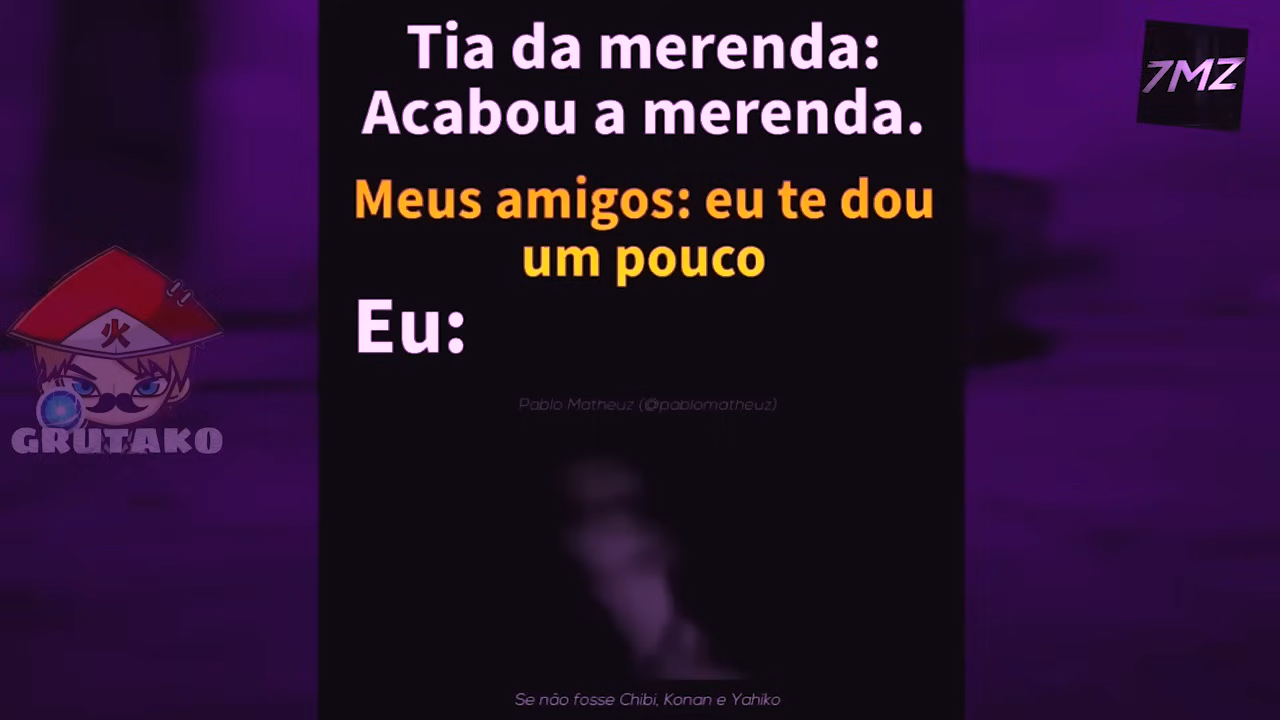 Tia da merenda:
Acabou a merenda.
7MZ
Meus amigos: eu te dou
um pouco
Eu:
火
GRUTAKO
Pablo Matheuz (@pablomatheuz)
Se não fosse Chibi, Konan e Yahiko